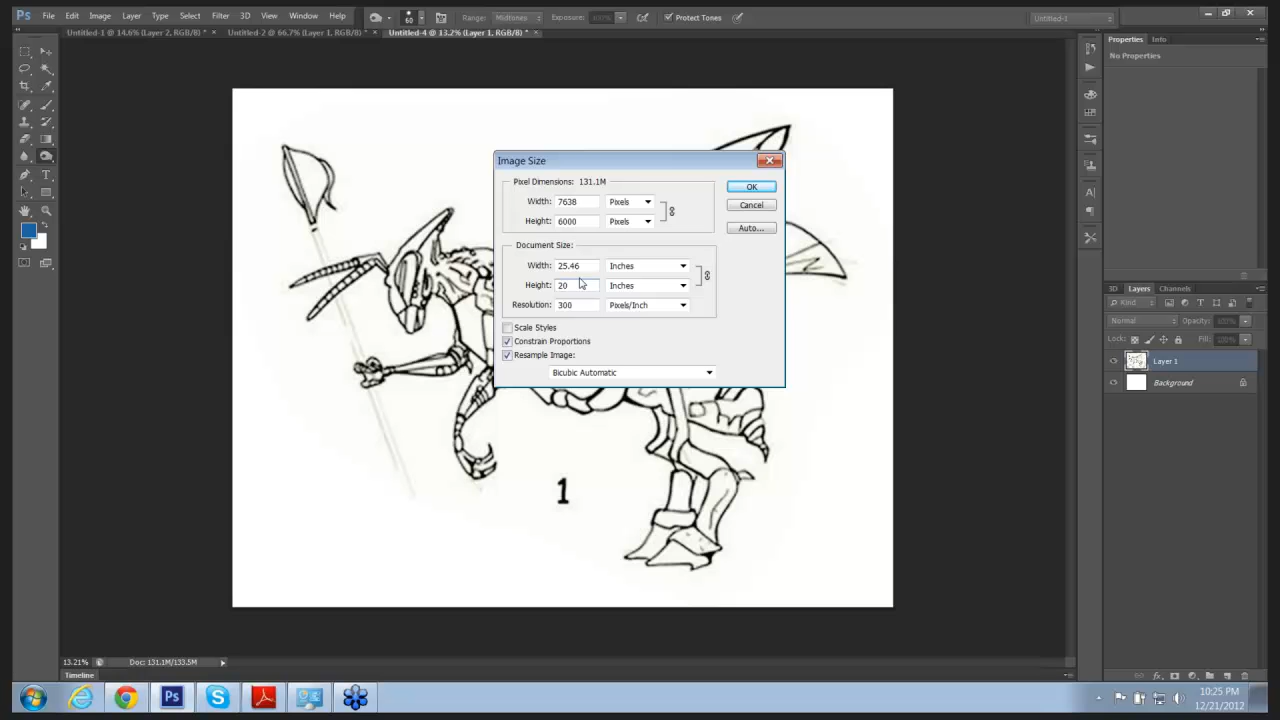 Ps File Edit Image Layer Type Select Filter 3D View Window Help 60 Range: Midtones Exposure: 100% Protect Tones Untitled-1
Untitled-1 @ 14.6% (Layer 2, RGB/8) * × Untitled-2 @ 66.7% (Layer 1, RGB/8) * × Untitled-4 @ 13.2% (Layer 1, RGB/8) * ×
Properties Info
No Properties
Image Size
Pixel Dimensions: 131.1M
Width: 7638 Pixels
Height: 6000 Pixels
OK
Cancel
Auto...
Document Size:
Width: 25.46 Inches
Height: 20 Inches
Resolution: 300 Pixels/Inch
Scale Styles
Constrain Proportions
Resample Image:
Bicubic Automatic
1
3D Layers Channels
Kind
Normal Opacity: 100%
Lock: Fill: 100%
Layer 1
Background
13.21% Doc: 131.1M/133.5M
Timeline
Ps
10:25 PM
12/21/2012